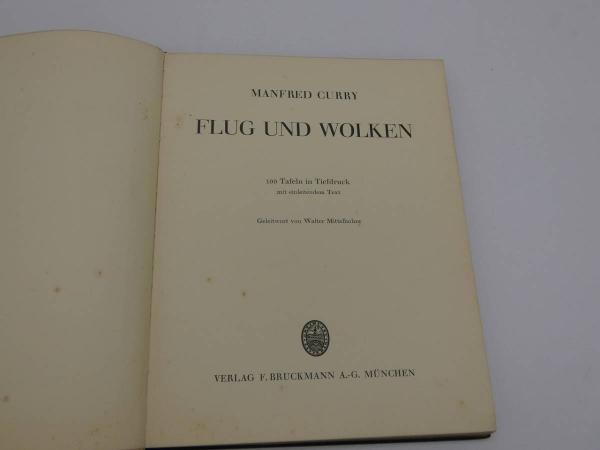 MANFRED CURRY
FLUG UND WOLKEN
100 Tafeln in Tiefdruck
mit einleitendem Text
Geleitwort von Walter Mittelholzer
VERLAG F. BRUCKMANN A.-G. MÜNCHEN